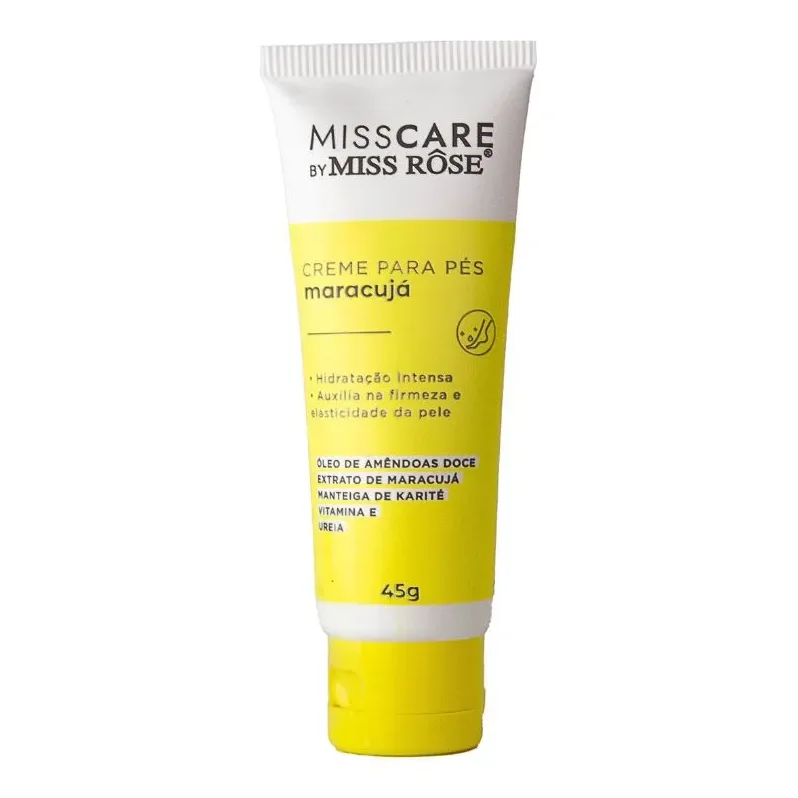 MISSCARE
BY MISS RÔSE®
CREME PARA PÉS
maracujá
• Hidratação Intensa
• Auxilia na firmeza e
elasticidade da pele
ÓLEO DE AMÊNDOAS DOCE
EXTRATO DE MARACUJÁ
MANTEIGA DE KARITÉ
VITAMINA E
UREIA
45g